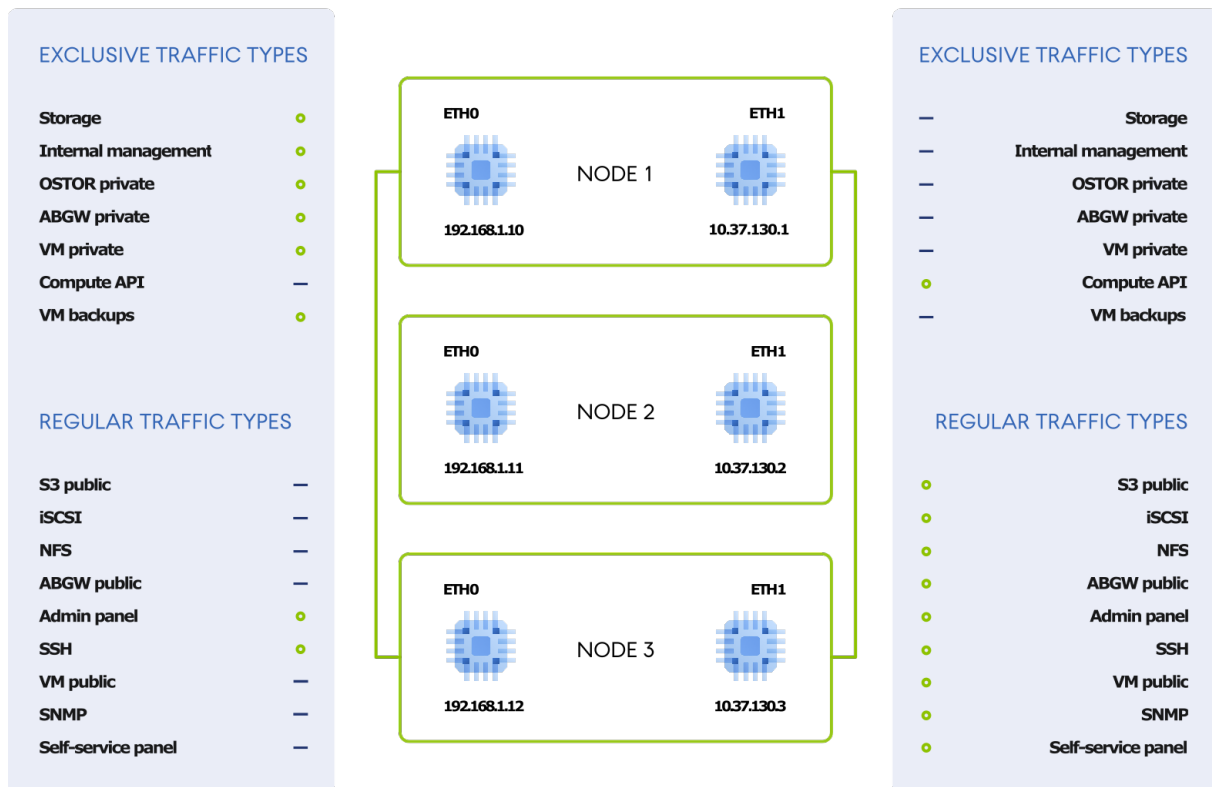 EXCLUSIVE TRAFFIC TYPES
Storage
Internal management
OSTOR private
ABGW private
VM private
Compute API
VM backups
REGULAR TRAFFIC TYPES
S3 public
iSCSI
NFS
ABGW public
Admin panel
SSH
VM public
SNMP
Self-service panel
ETH0
ETH1
NODE 1
192.168.1.10
10.37.130.1
ETH0
ETH1
NODE 2
192.168.1.11
10.37.130.2
ETH0
ETH1
NODE 3
192.168.1.12
10.37.130.3
EXCLUSIVE TRAFFIC TYPES
Storage
Internal management
OSTOR private
ABGW private
VM private
Compute API
VM backups
REGULAR TRAFFIC TYPES
S3 public
iSCSI
NFS
ABGW public
Admin panel
SSH
VM public
SNMP
Self-service panel